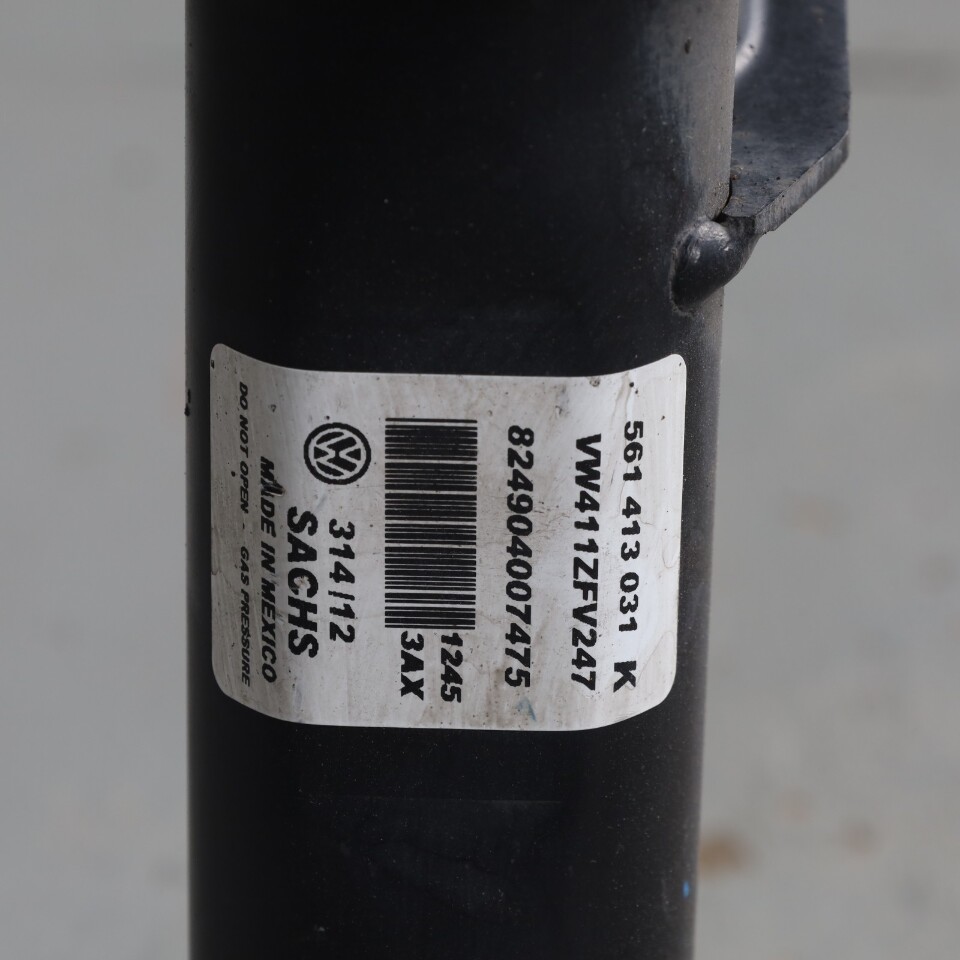 561 413 031 K
VW411ZFV247
824904007475
1245
3AX
314/12
SACHS
MADE IN MEXICO
DO NOT OPEN - GAS PRESSURE